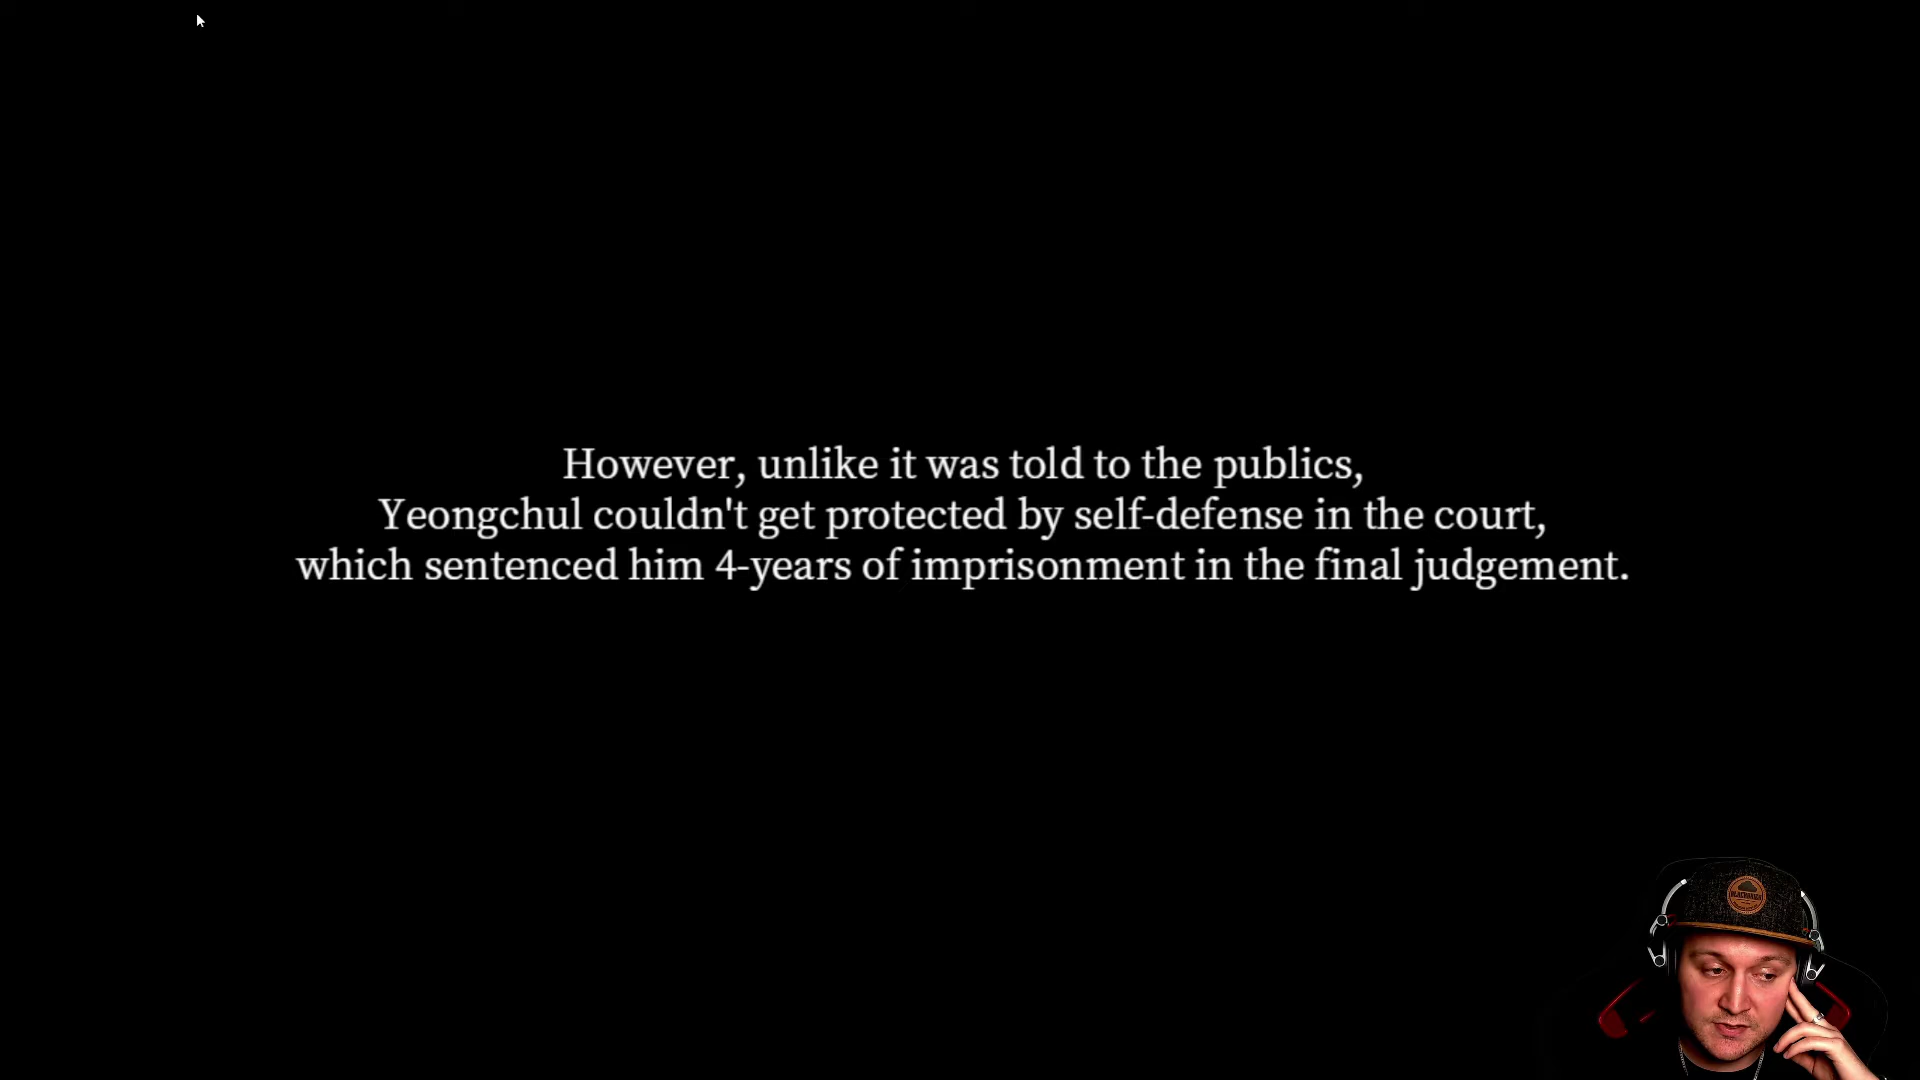 However, unlike it was told to the publics,
Yeongchul couldn't get protected by self-defense in the court,
which sentenced him 4-years of imprisonment in the final judgement.